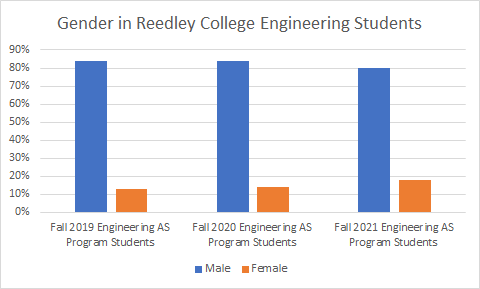 Gender in Reedley College Engineering Students
90%
80%
70%
60%
50%
40%
30%
20%
10%
0%
Fall 2019 Engineering AS
Program Students
Fall 2020 Engineering AS
Program Students
Fall 2021 Engineering AS
Program Students
Male Female